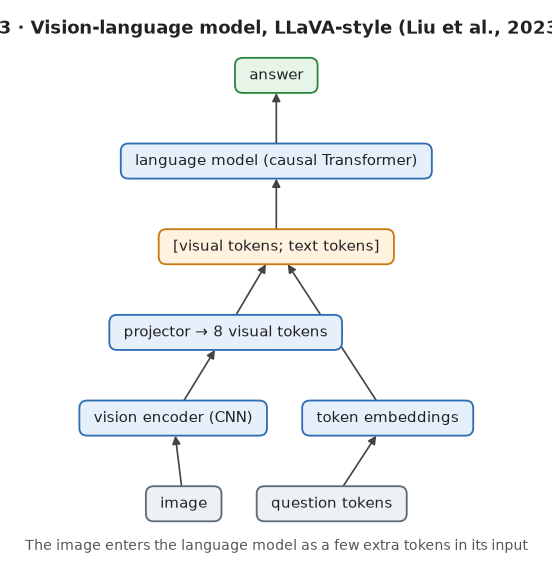 3 · Vision-language model, LLaVA-style (Liu et al., 2023
answer
language model (causal Transformer)
[visual tokens; text tokens]
projector → 8 visual tokens
vision encoder (CNN)
token embeddings
image
question tokens
The image enters the language model as a few extra tokens in its input